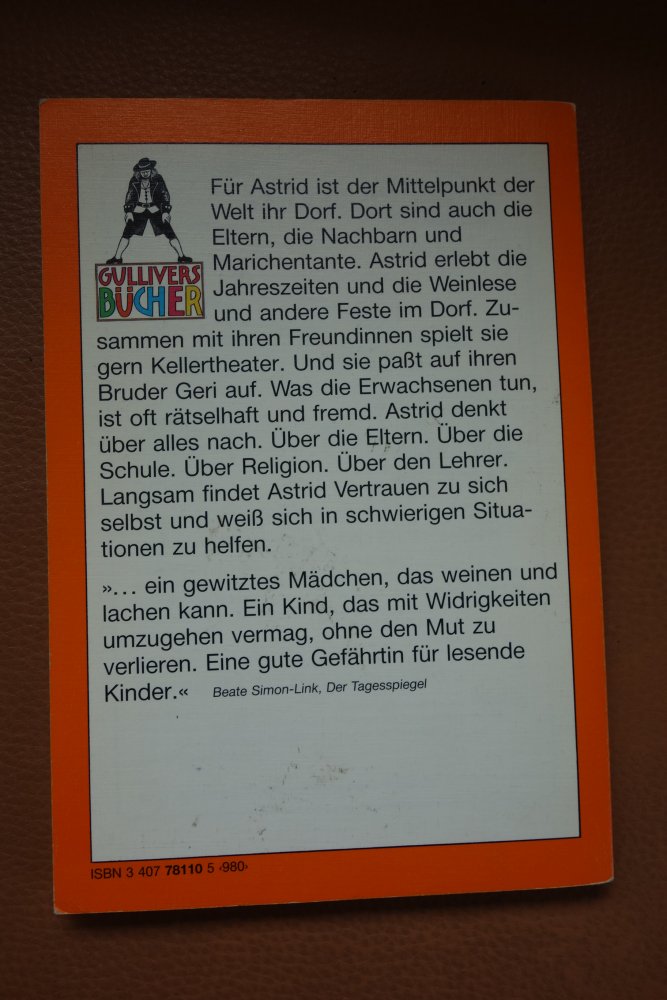 GULLIVERS
BÜCHER
Für Astrid ist der Mittelpunkt der
Welt ihr Dorf. Dort sind auch die
Eltern, die Nachbarn und
Marichentante. Astrid erlebt die
Jahreszeiten und die Weinlese
und andere Feste im Dorf. Zu-
sammen mit ihren Freundinnen spielt sie
gern Kellertheater. Und sie paßt auf ihren
Bruder Geri auf. Was die Erwachsenen tun,
ist oft rätselhaft und fremd. Astrid denkt
über alles nach. Über die Eltern. Über die
Schule. Über Religion. Über den Lehrer.
Langsam findet Astrid Vertrauen zu sich
selbst und weiß sich in schwierigen Situa-
tionen zu helfen.
»... ein gewitztes Mädchen, das weinen und
lachen kann. Ein Kind, das mit Widrigkeiten
umzugehen vermag, ohne den Mut zu
verlieren. Eine gute Gefährtin für lesende
Kinder.« Beate Simon-Link, Der Tagesspiegel
ISBN 3 407 78110 5 ‹980›